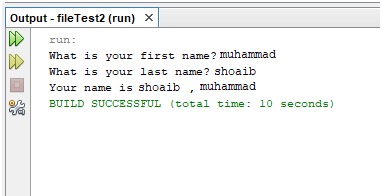 Output - fileTest2 (run)
run:
What is your first name? muhammad
What is your last name? shoaib
Your name is shoaib , muhammad
BUILD SUCCESSFUL (total time: 10 seconds)